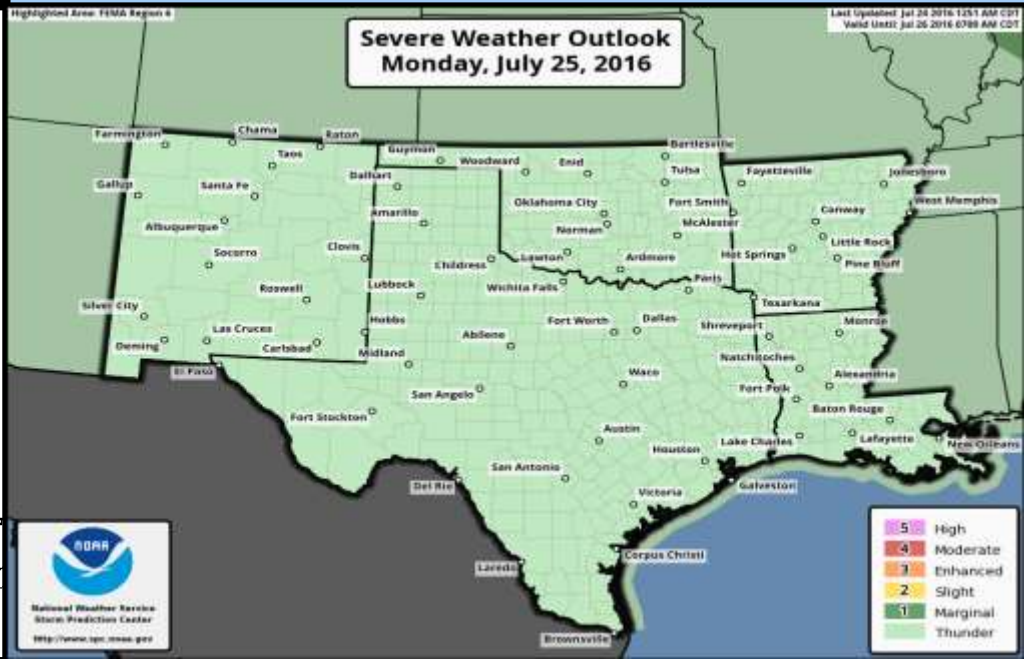 Highlighted Area: FEMA Region 6
Last Updated: Jul 24 2016 1251 AM CDT
Valid Until: Jul 26 2016 0700 AM CDT
Severe Weather Outlook
Monday, July 25, 2016
Farmington
Chama
Raton
Taos
Guymon
Woodward
Enid
Bartlesville
Tulsa
Fayetteville
Jonesboro
Gallup
Santa Fe
Dalhart
Oklahoma City
Fort Smith
West Memphis
Albuquerque
Amarillo
Norman
McAlester
Conway
Socorro
Clovis
Childress
Lawton
Ardmore
Hot Springs
Little Rock
Pine Bluff
Roswell
Lubbock
Wichita Falls
Paris
Texarkana
Silver City
Las Cruces
Hobbs
Abilene
Fort Worth
Dallas
Shreveport
Monroe
Deming
Carlsbad
Midland
Natchitoches
El Paso
San Angelo
Waco
Fort Polk
Alexandria
Fort Stockton
Austin
Baton Rouge
Houston
Lake Charles
Lafayette
New Orleans
San Antonio
Del Rio
Victoria
Galveston
Laredo
Corpus Christi
Brownsville
NOAA
National Weather Service
Storm Prediction Center
http://www.spc.noaa.gov
5 High
4 Moderate
3 Enhanced
2 Slight
1 Marginal
Thunder